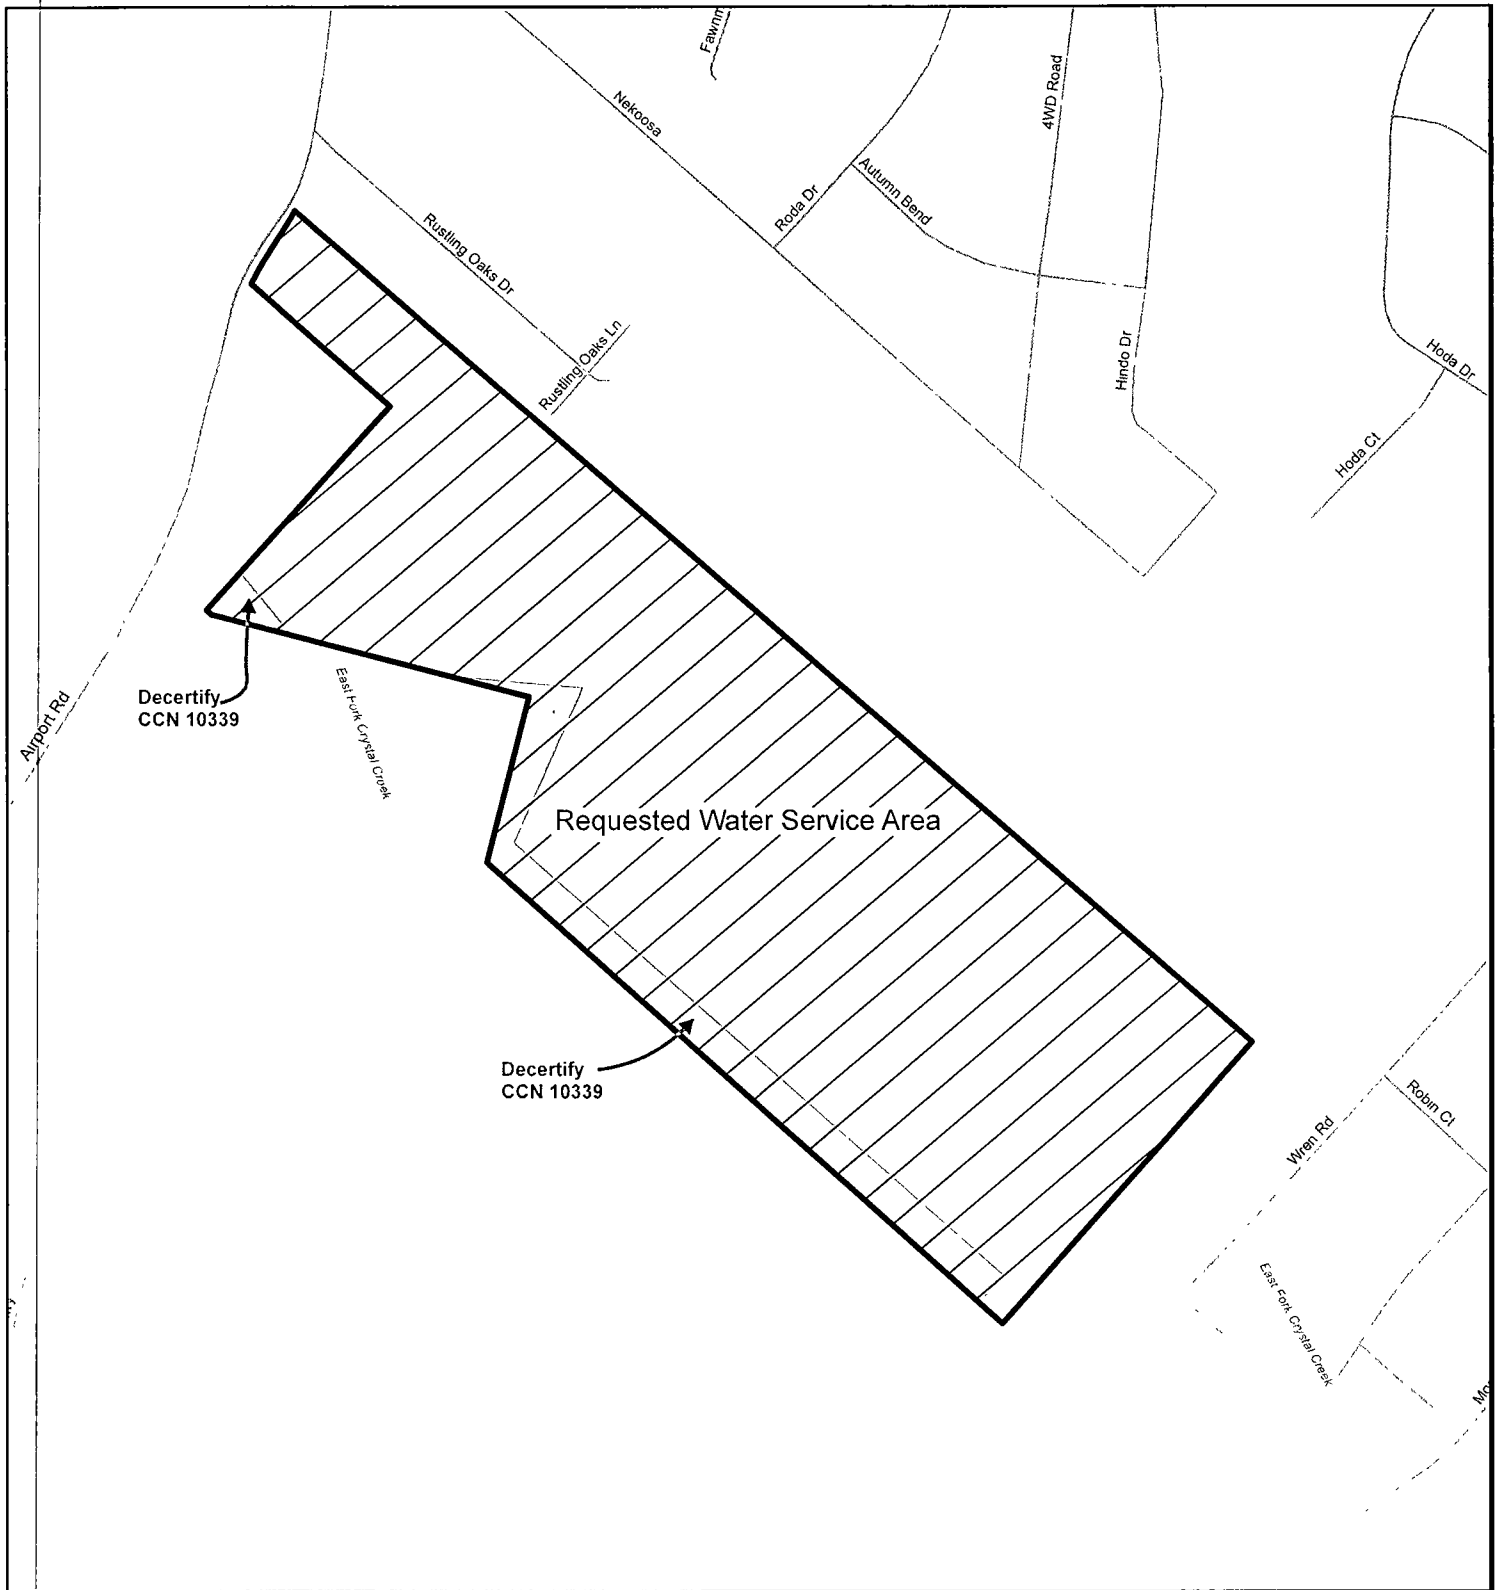 Fawnm
Nekoosa
4WD Road
Autumn Bend
Roda Dr
Rustling Oaks Dr
Rustling Oaks Ln
Hindo Dr
Hoda Dr
Hoda Ct
Airport Rd
Decertify
CCN 10339
East Fork Crystal Creek
Requested Water Service Area
Decertify
CCN 10339
Robin Ct
Wren Rd
East Fork Crystal Creek
Mo